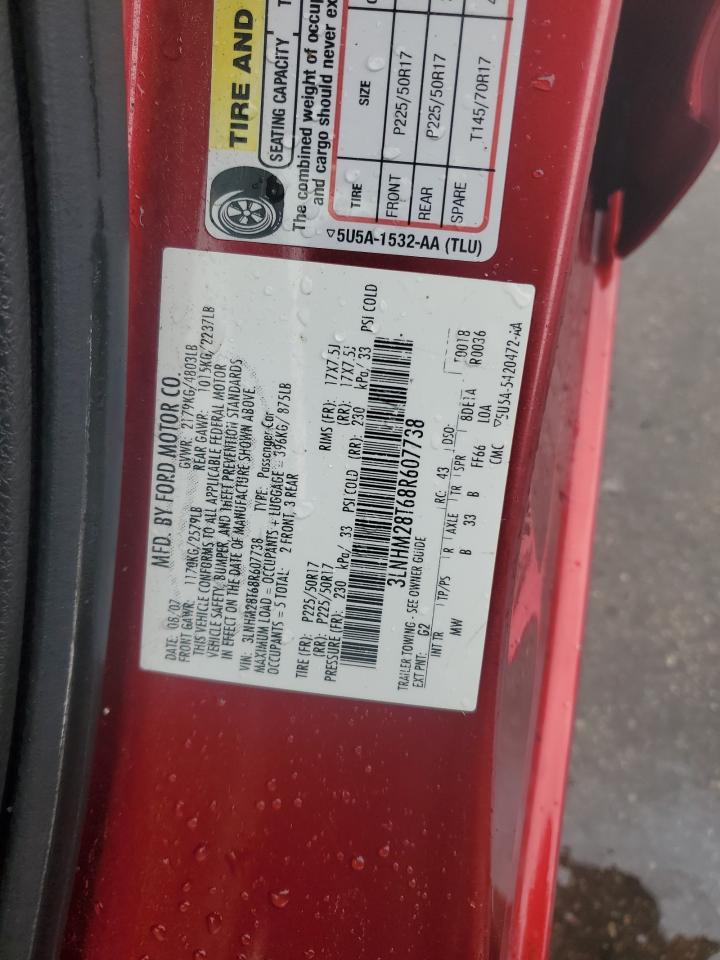 TIRE AND
SEATING CAPACITY
The combined weight of occup
and cargo should never ex
TIRE SIZE
FRONT P225/50R17
REAR P225/50R17
SPARE T145/70R17
5U5A-1532-AA (TLU)
MFD. BY FORD MOTOR CO.
DATE: 08/07 GVWR: 2179KG/4803LB
FRONT GAWR: 1170KG/2579LB REAR GAWR: 1015KG/2237LB
THIS VEHICLE CONFORMS TO ALL APPLICABLE FEDERAL MOTOR
VEHICLE SAFETY, BUMPER, AND THEFT PREVENTION STANDARDS
IN EFFECT ON THE DATE OF MANUFACTURE SHOWN ABOVE.
VIN: 3LNHM28T68R607738 TYPE: Passenger Car
MAXIMUM LOAD = OCCUPANTS + LUGGAGE = 396KG/ 875LB
OCCUPANTS = 5 TOTAL: 2 FRONT, 3 REAR
TIRE (FR): P225/50R17 RIMS (FR): 17X7.5J
(RR): P225/50R17 (RR): 17X7.5J
PRESSURE (FR): 230 kPa/ 33 PSI COLD (RR): 230 kPa/ 33 PSI COLD
3LNHM28T68R607738
TRAILER TOWING - SEE OWNER GUIDE
EXT PNT: G2 RC: 43 DSO: F0018
R0036
INT TR TP/PS R AXLE TR SPR 8DE1A
MW B 33 B FF66 LOA
CMC 5U5A-5420472-AA